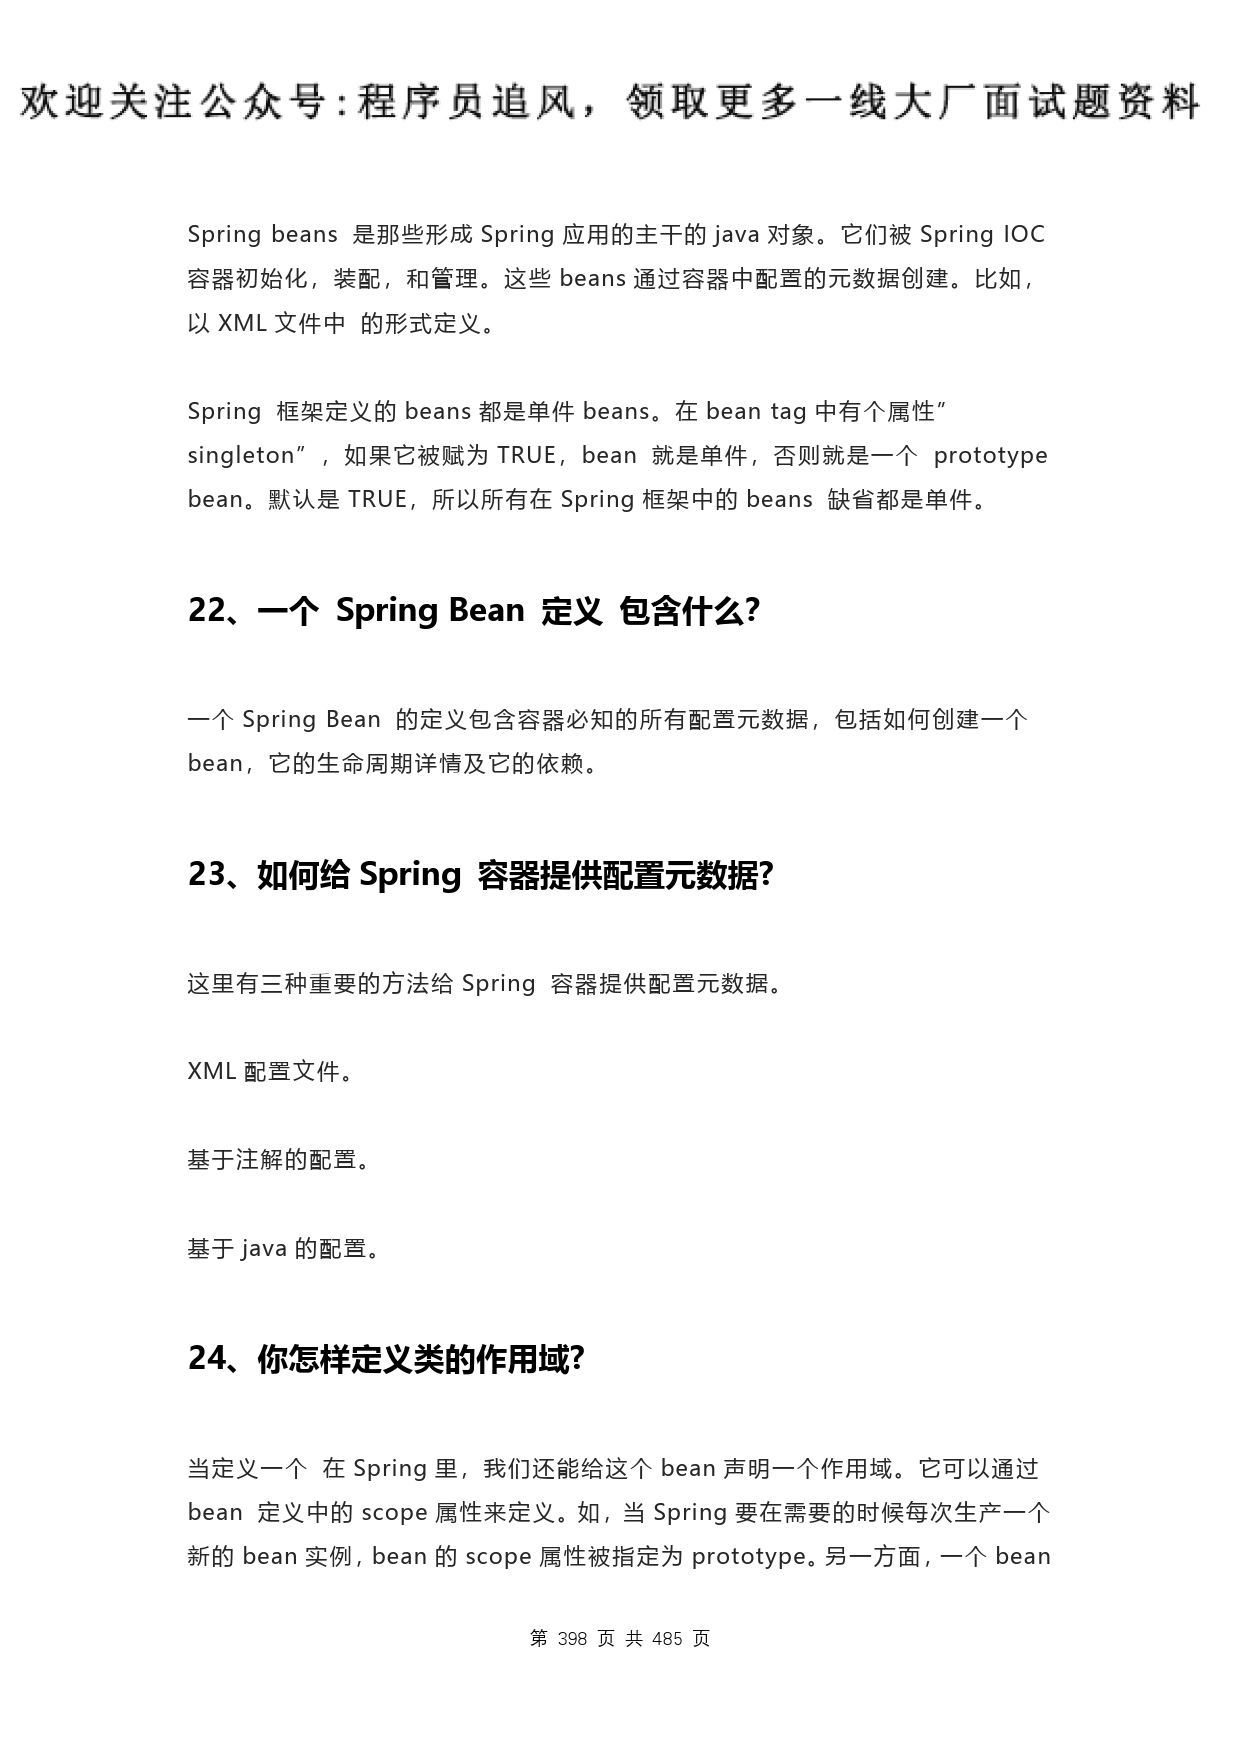 欢迎关注公众号:程序员追风，领取更多一线大厂面试题资料
Spring beans 是那些形成 Spring 应用的主干的 java 对象。它们被 Spring IOC
容器初始化，装配，和管理。这些 beans 通过容器中配置的元数据创建。比如，
以 XML 文件中 的形式定义。
Spring 框架定义的 beans 都是单件 beans。在 bean tag 中有个属性”
singleton”，如果它被赋为 TRUE，bean 就是单件，否则就是一个 prototype
bean。默认是 TRUE，所以所有在 Spring 框架中的 beans 缺省都是单件。
22、一个 Spring Bean 定义 包含什么？
一个 Spring Bean 的定义包含容器必知的所有配置元数据，包括如何创建一个
bean，它的生命周期详情及它的依赖。
23、如何给 Spring 容器提供配置元数据？
这里有三种重要的方法给 Spring 容器提供配置元数据。
XML 配置文件。
基于注解的配置。
基于 java 的配置。
24、你怎样定义类的作用域？
当定义一个 在 Spring 里，我们还能给这个 bean 声明一个作用域。它可以通过
bean 定义中的 scope 属性来定义。如，当 Spring 要在需要的时候每次生产一个
新的 bean 实例，bean 的 scope 属性被指定为 prototype。另一方面，一个 bean
第 398 页 共 485 页